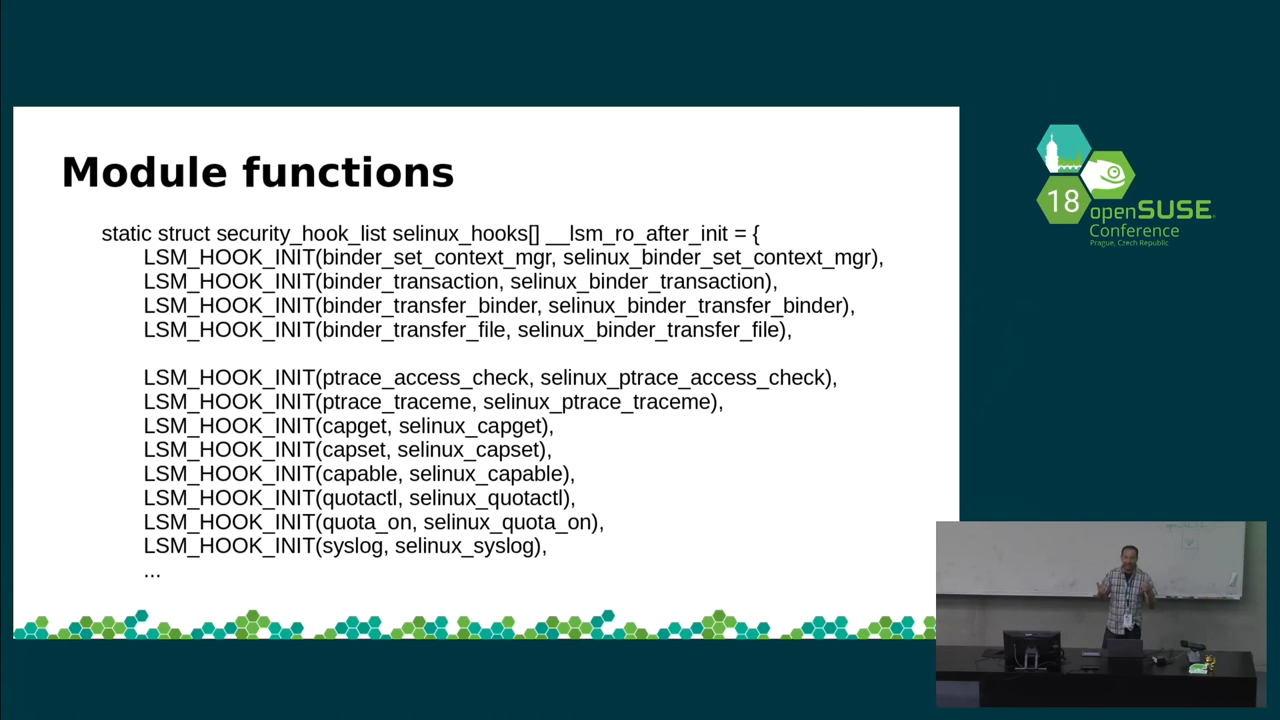 Module functions
static struct security_hook_list selinux_hooks[] __lsm_ro_after_init = {
LSM_HOOK_INIT(binder_set_context_mgr, selinux_binder_set_context_mgr),
LSM_HOOK_INIT(binder_transaction, selinux_binder_transaction),
LSM_HOOK_INIT(binder_transfer_binder, selinux_binder_transfer_binder),
LSM_HOOK_INIT(binder_transfer_file, selinux_binder_transfer_file),
LSM_HOOK_INIT(ptrace_access_check, selinux_ptrace_access_check),
LSM_HOOK_INIT(ptrace_traceme, selinux_ptrace_traceme),
LSM_HOOK_INIT(capget, selinux_capget),
LSM_HOOK_INIT(capset, selinux_capset),
LSM_HOOK_INIT(capable, selinux_capable),
LSM_HOOK_INIT(quotactl, selinux_quotactl),
LSM_HOOK_INIT(quota_on, selinux_quota_on),
LSM_HOOK_INIT(syslog, selinux_syslog),
...
18
openSUSE
Conference
Prague, Czech Republic